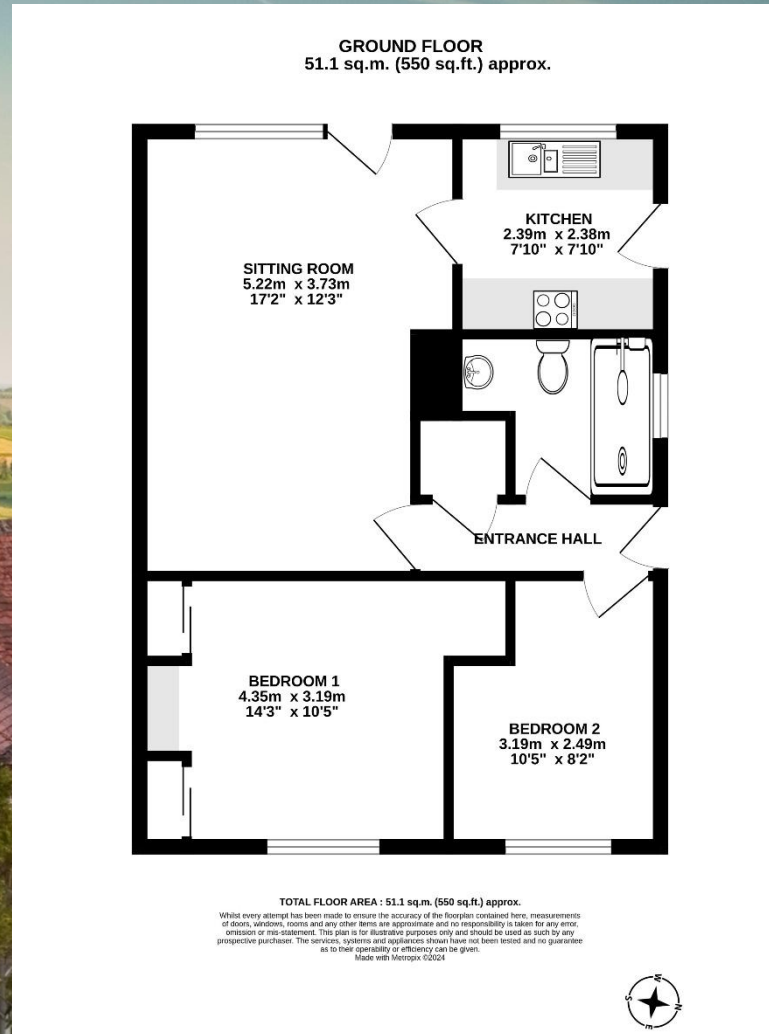 GROUND FLOOR
51.1 sq.m. (550 sq.ft.) approx.
KITCHEN
2.39m x 2.38m
7'10" x 7'10"
SITTING ROOM
5.22m x 3.73m
17'2" x 12'3"
ENTRANCE HALL
BEDROOM 1
4.35m x 3.19m
14'3" x 10'5"
BEDROOM 2
3.19m x 2.49m
10'5" x 8'2"
TOTAL FLOOR AREA : 51.1 sq.m. (550 sq.ft.) approx.
Whilst every attempt has been made to ensure the accuracy of the floorplan contained here, measurements
of doors, windows, rooms and any other items are approximate and no responsibility is taken for any error,
omission or mis-statement. This plan is for illustrative purposes only and should be used as such by any
prospective purchaser. The services, systems and appliances shown have not been tested and no guarantee
as to their operability or efficiency can be given.
Made with Metropix ©2024
W
N
S
E